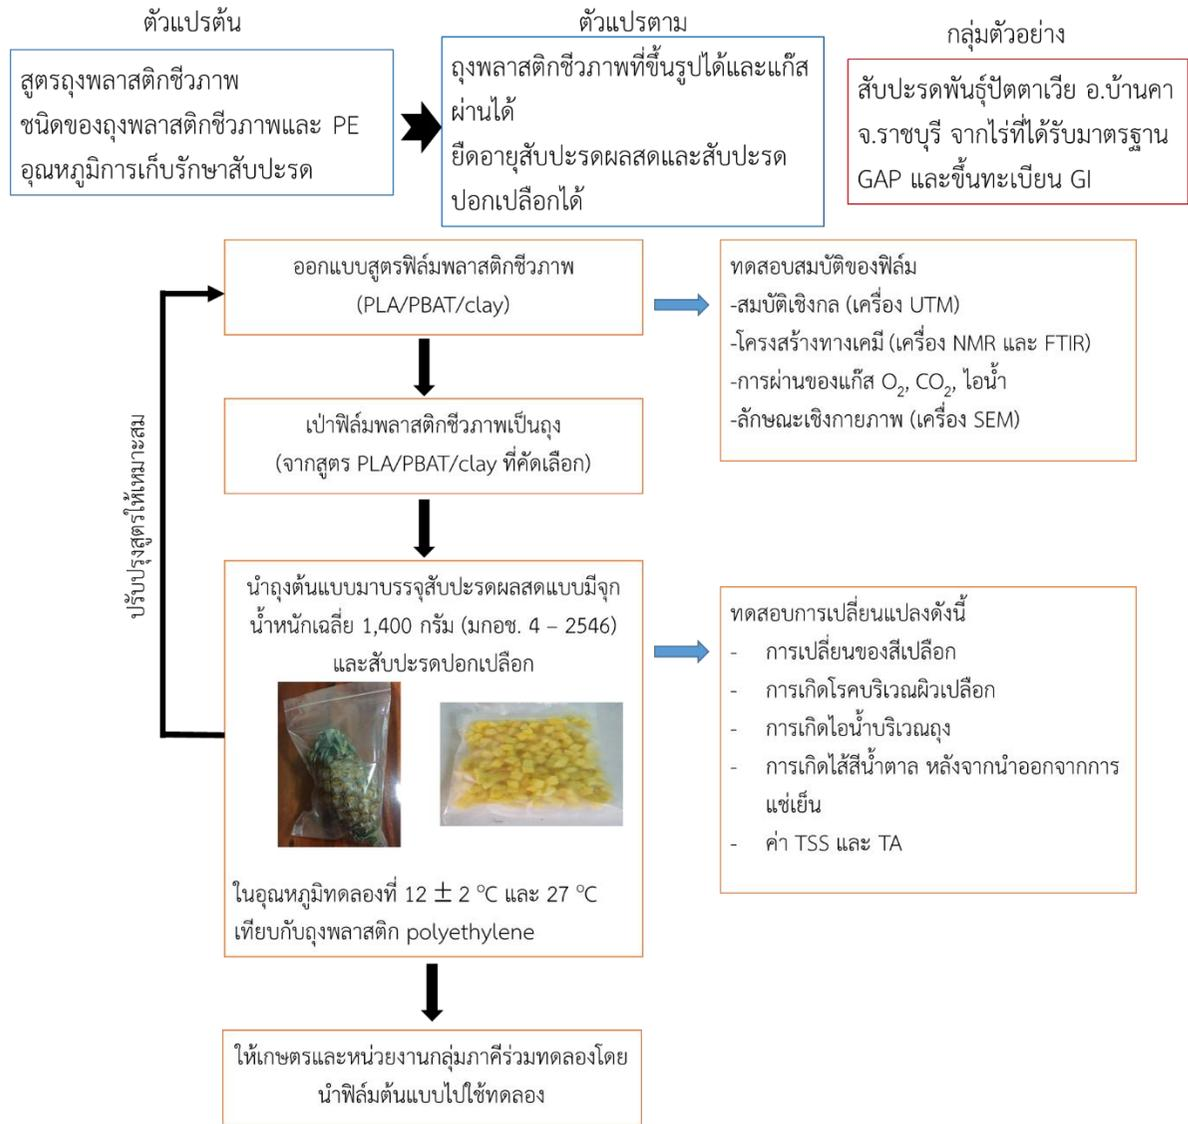 ตัวแปรต้น
สูตรถุงพลาสติกชีวภาพ
ชนิดของถุงพลาสติกชีวภาพและ PE
อุณหภูมิการเก็บรักษาสับปะรด
ตัวแปรตาม
ถุงพลาสติกชีวภาพที่ขึ้นรูปได้และแก๊ส
ผ่านได้
ยืดอายุสับปะรดผลสดและสับปะรด
ปอกเปลือกได้
กลุ่มตัวอย่าง
สับปะรดพันธุ์ปัตตาเวีย อ.บ้านคา
จ.ราชบุรี จากไร่ที่ได้รับมาตรฐาน
GAP และขึ้นทะเบียน GI
ออกแบบสูตรฟิล์มพลาสติกชีวภาพ
(PLA/PBAT/clay)
ทดสอบสมบัติของฟิล์ม
-สมบัติเชิงกล (เครื่อง UTM)
-โครงสร้างทางเคมี (เครื่อง NMR และ FTIR)
-การผ่านของแก๊ส O₂, CO₂, ไอน้ำ
-ลักษณะเชิงกายภาพ (เครื่อง SEM)
เป่าฟิล์มพลาสติกชีวภาพเป็นถุง
(จากสูตร PLA/PBAT/clay ที่คัดเลือก)
ปรับปรุงสูตรให้เหมาะสม
นำถุงต้นแบบมาบรรจุสับปะรดผลสดแบบมีจุก
น้ำหนักเฉลี่ย 1,400 กรัม (มกอช. 4 – 2546)
และสับปะรดปอกเปลือก
ในอุณหภูมิทดลองที่ 12 ± 2 °C และ 27 °C
เทียบกับถุงพลาสติก polyethylene
ทดสอบการเปลี่ยนแปลงดังนี้
- การเปลี่ยนของสีเปลือก
- การเกิดโรคบริเวณผิวเปลือก
- การเกิดไอน้ำบริเวณถุง
- การเกิดไส้สีน้ำตาล หลังจากนำออกจากการ
แช่เย็น
- ค่า TSS และ TA
ให้เกษตรและหน่วยงานกลุ่มภาคีร่วมทดลองโดย
นำฟิล์มต้นแบบไปใช้ทดลอง